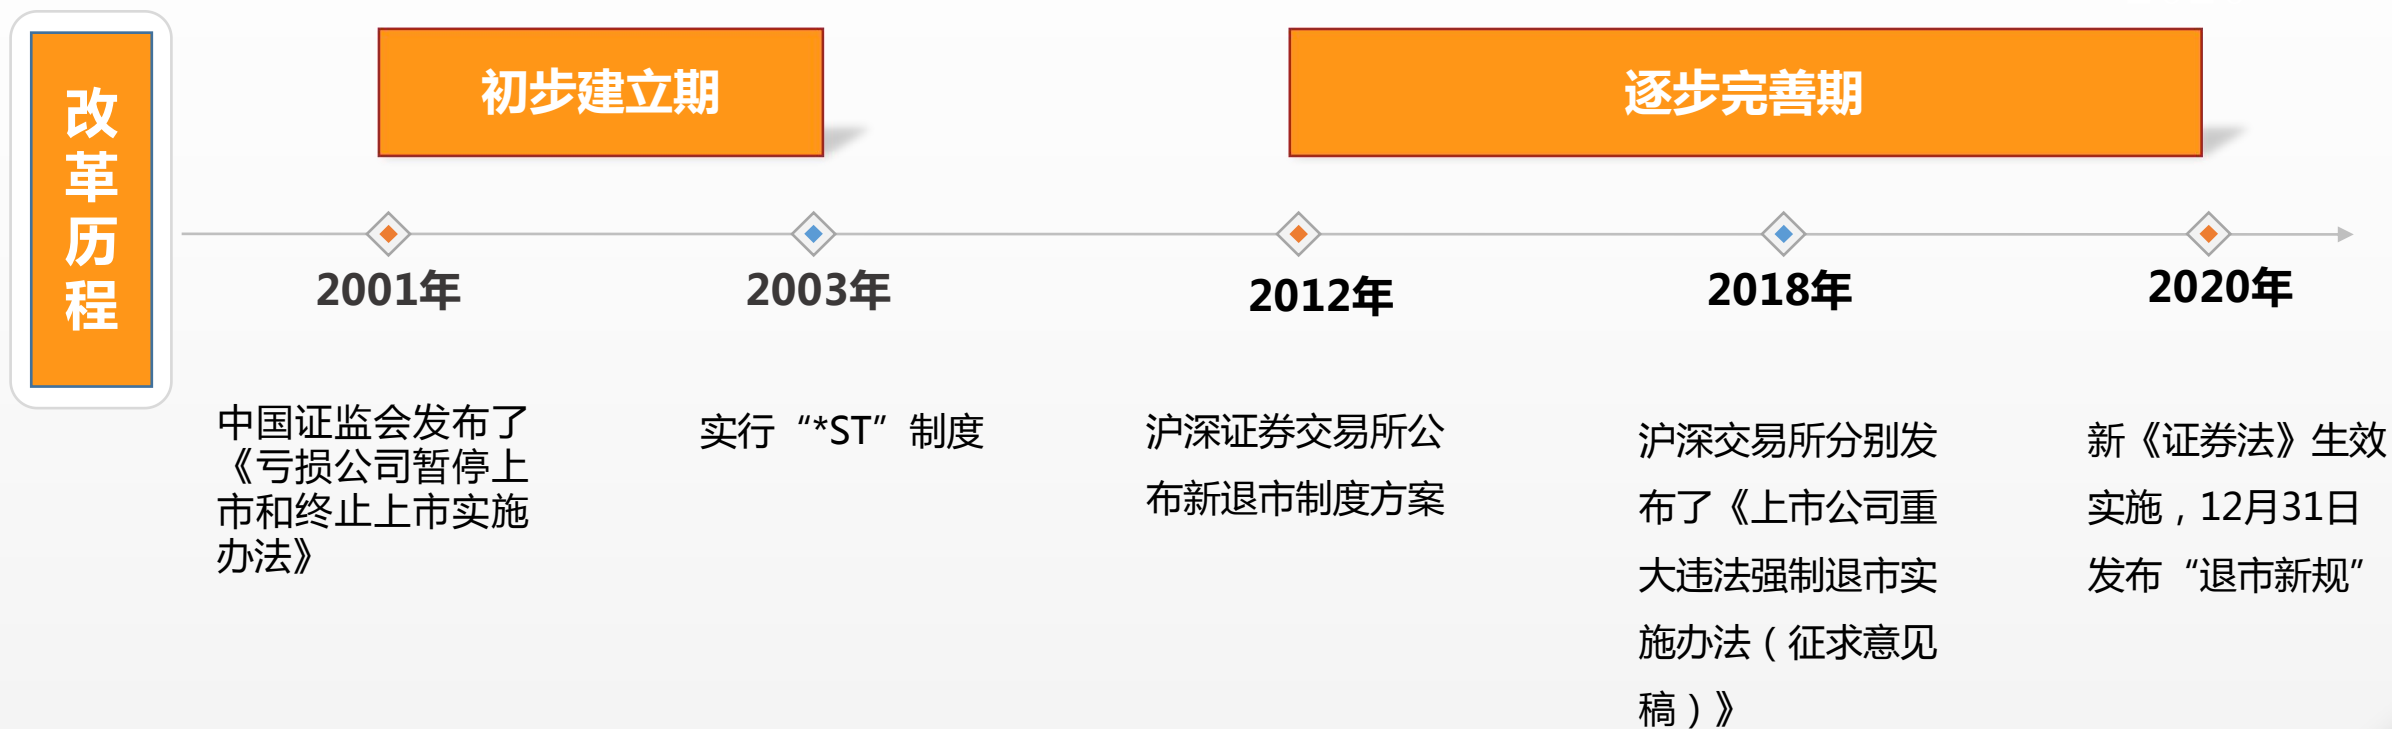 改革历程
初步建立期
逐步完善期
2001年
2003年
2012年
2018年
2020年
中国证监会发布了
《亏损公司暂停上
市和终止上市实施
办法》
实行“*ST”制度
沪深证券交易所公
布新退市制度方案
沪深交易所分别发
布了《上市公司重
大违法强制退市实
施办法（征求意见
稿）》
新《证券法》生效
实施，12月31日
发布“退市新规”